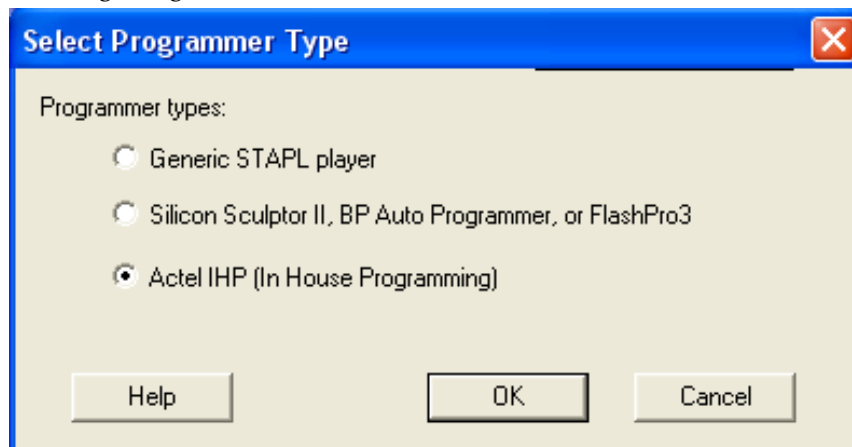 Select Programmer Type
Programmer types:
Generic STAPL player
Silicon Sculptor II, BP Auto Programmer, or FlashPro3
Actel IHP (In House Programming)
Help OK Cancel